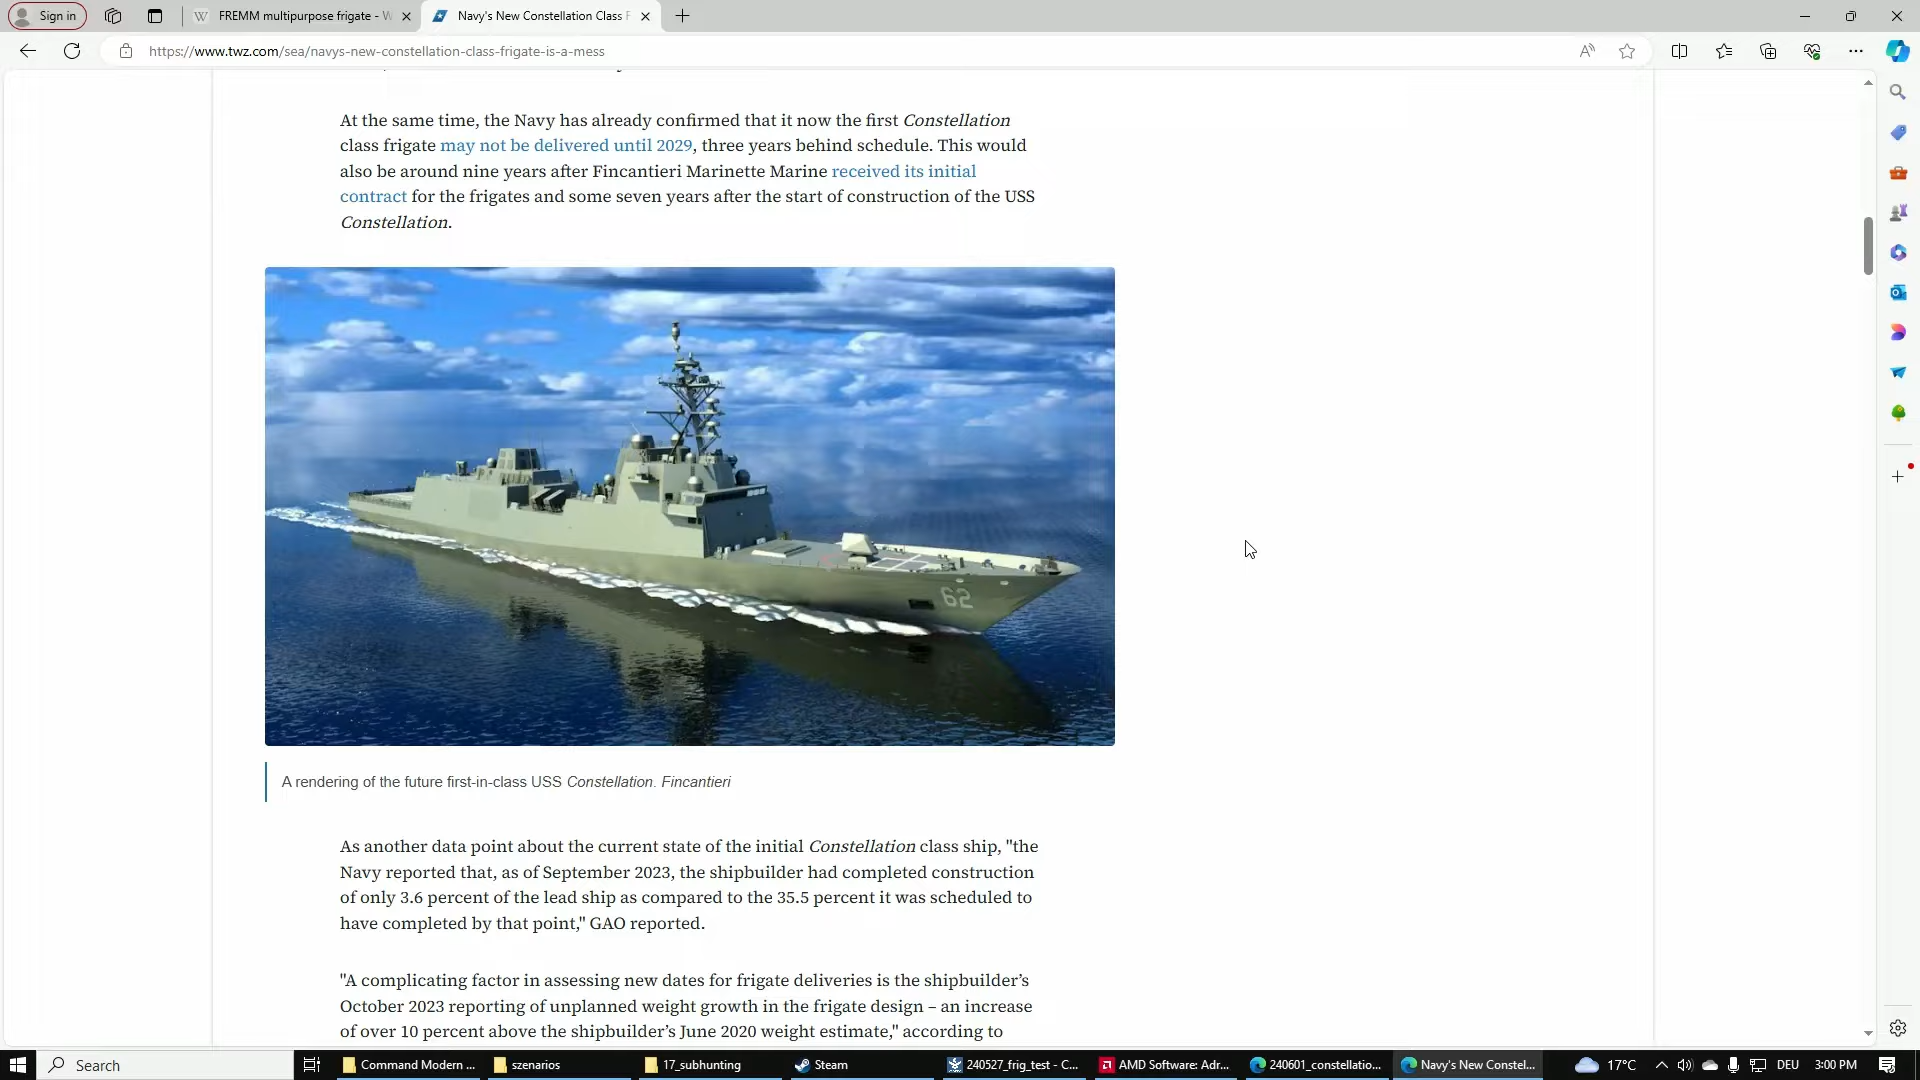 Sign in
FREMM multipurpose frigate - W
Navy's New Constellation Class F
https://www.twz.com/sea/navys-new-constellation-class-frigate-is-a-mess
At the same time, the Navy has already confirmed that it now the first Constellation
class frigate may not be delivered until 2029, three years behind schedule. This would
also be around nine years after Fincantieri Marinette Marine received its initial
contract for the frigates and some seven years after the start of construction of the USS
Constellation.
62
A rendering of the future first-in-class USS Constellation. Fincantieri
As another data point about the current state of the initial Constellation class ship, "the
Navy reported that, as of September 2023, the shipbuilder had completed construction
of only 3.6 percent of the lead ship as compared to the 35.5 percent it was scheduled to
have completed by that point," GAO reported.
"A complicating factor in assessing new dates for frigate deliveries is the shipbuilder’s
October 2023 reporting of unplanned weight growth in the frigate design – an increase
of over 10 percent above the shipbuilder’s June 2020 weight estimate," according to
Search
Command Modern ...
szenarios
17_subhunting
Steam
240527_frig_test - C...
AMD Software: Adr...
240601_constellatio...
Navy's New Constel...
17°C
DEU
3:00 PM